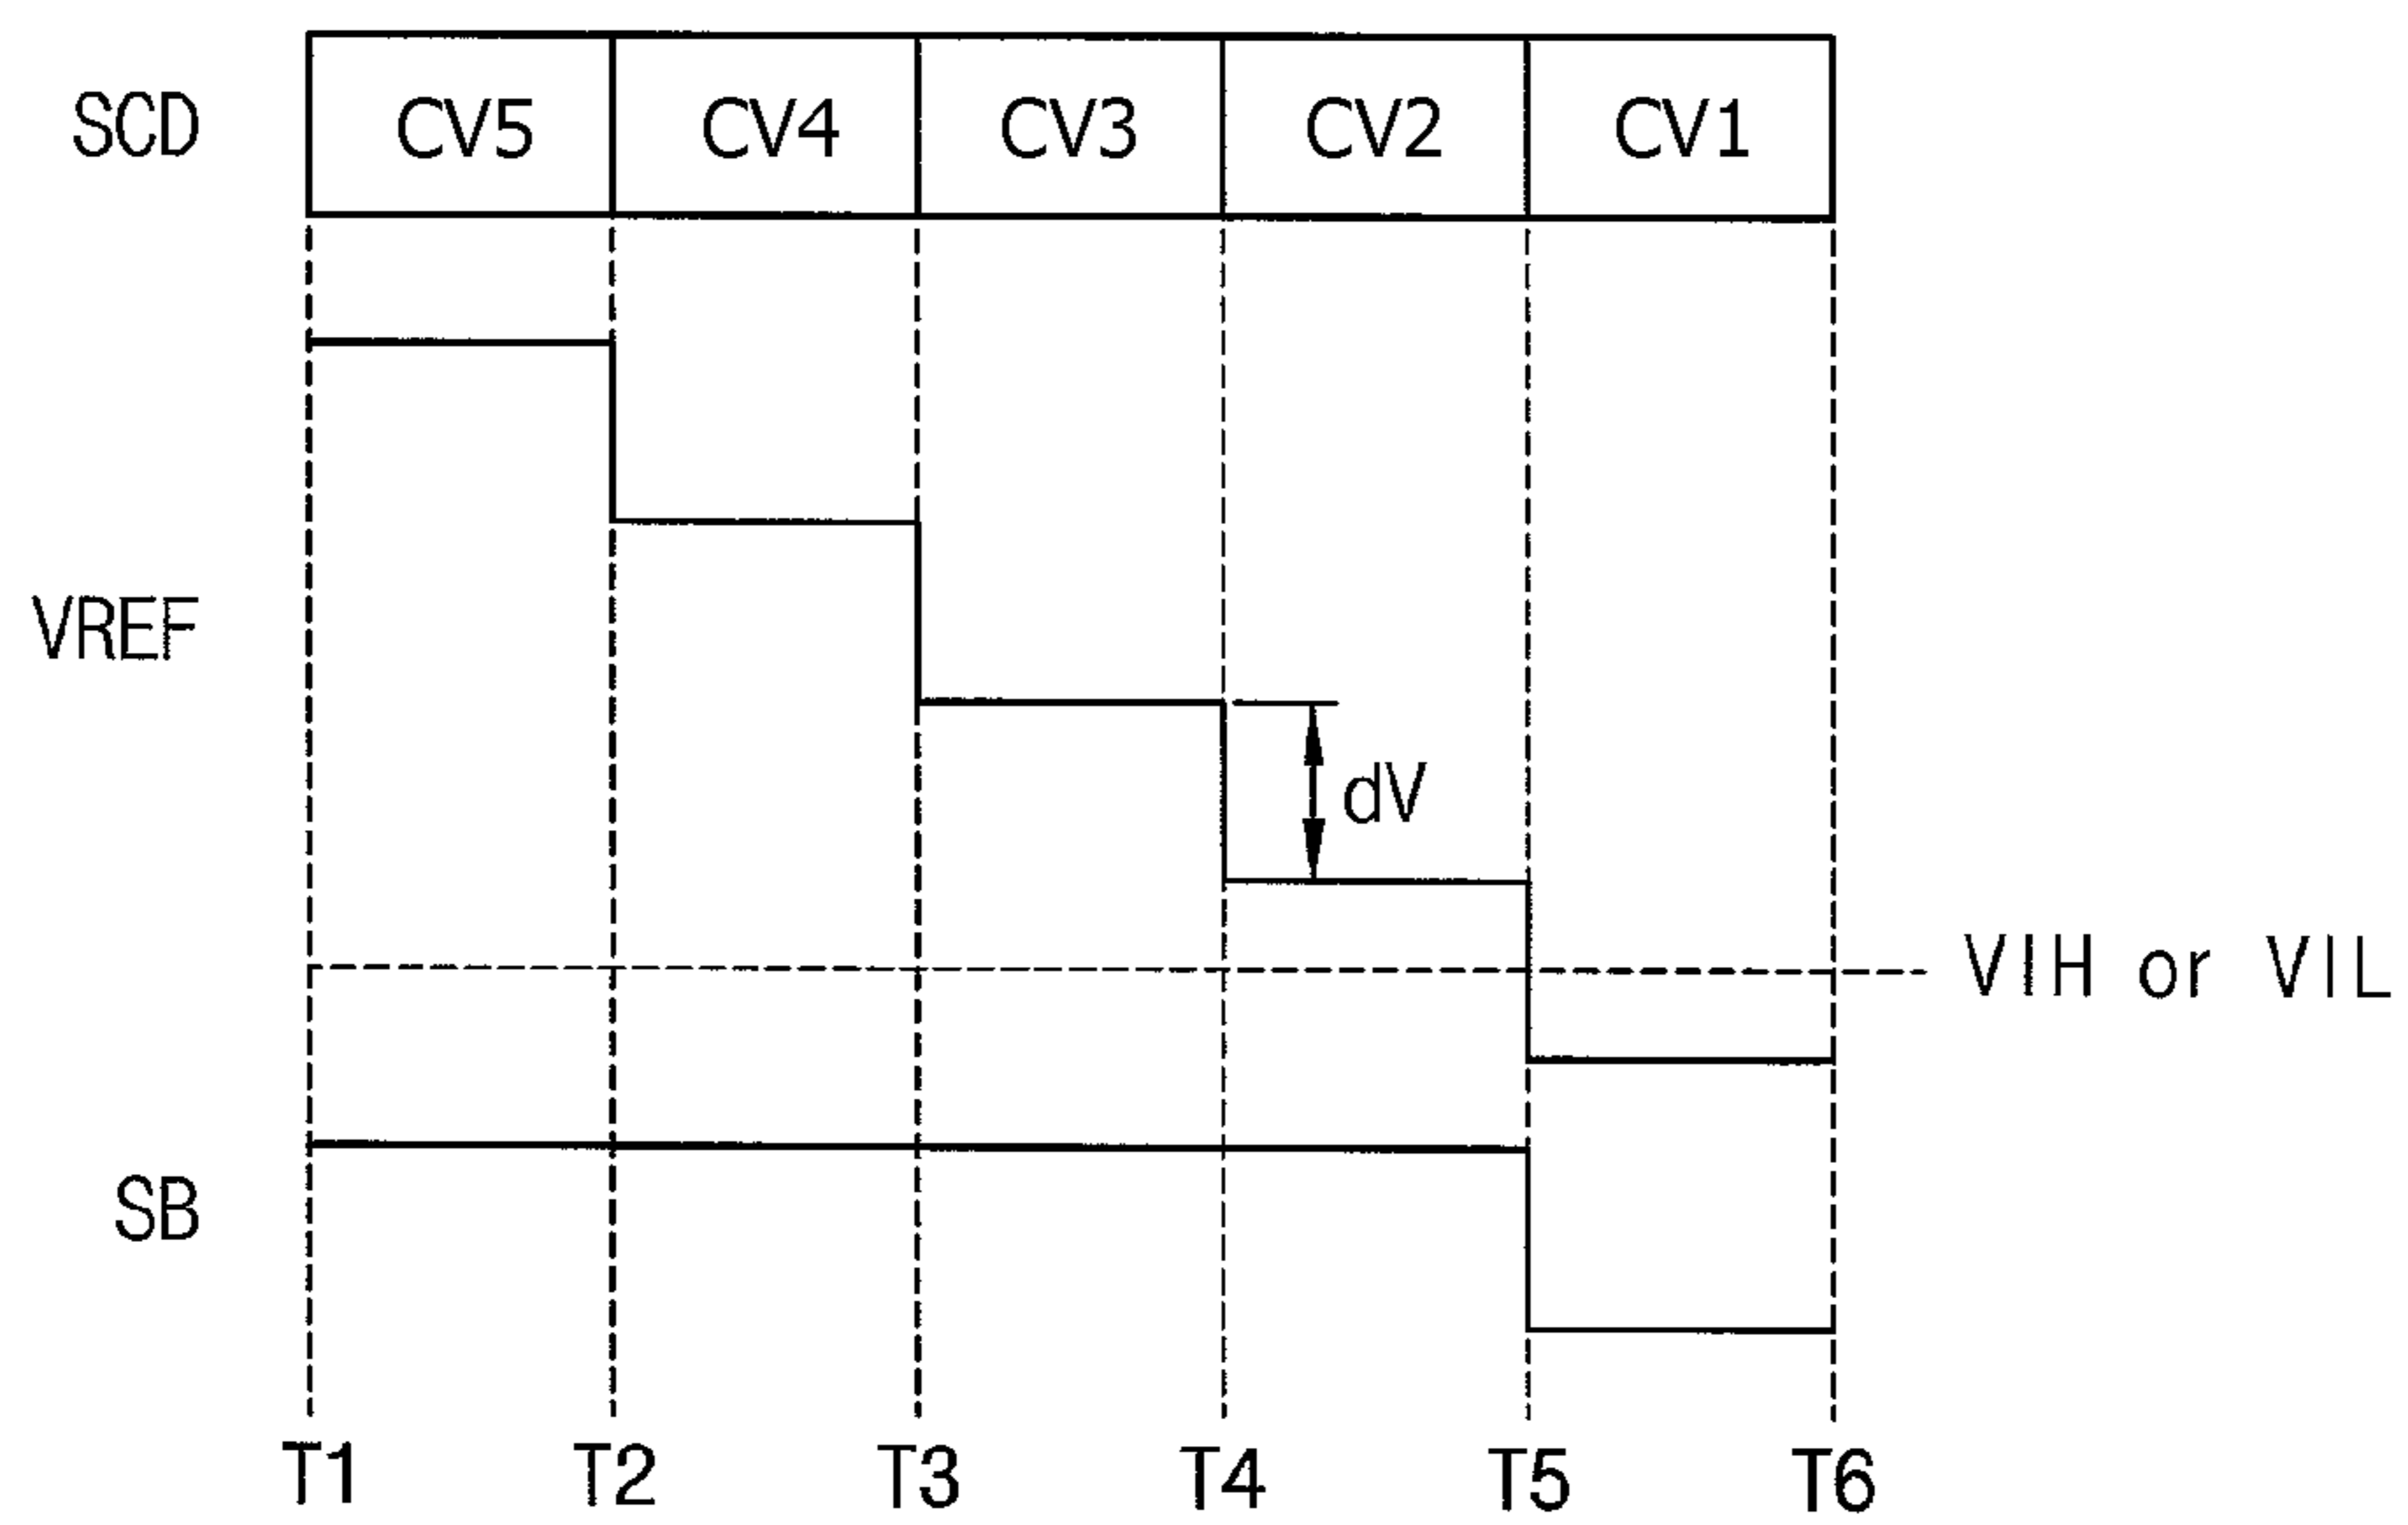 SCD CV5 CV4 CV3 CV2 CV1
VREF
dV
VIH or VIL
SB
T1 T2 T3 T4 T5 T6